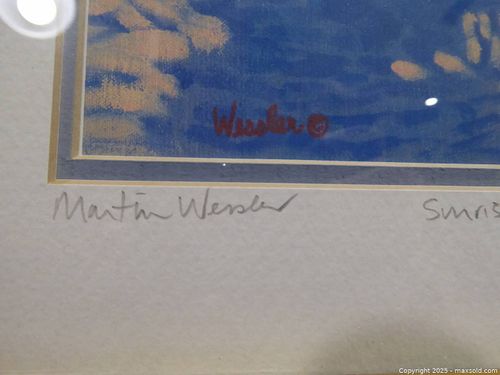 Wessler ©
Martin Wessler Sunris
Copyright 2025 - maxsold.com